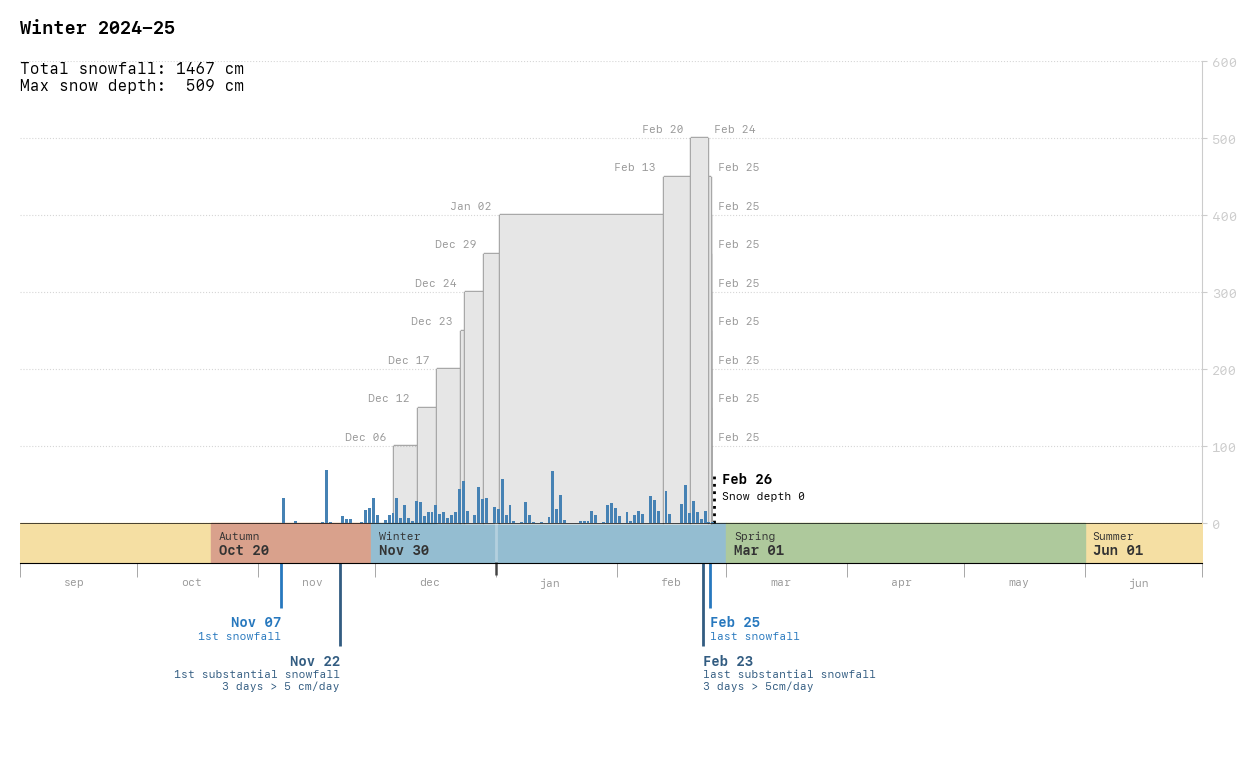 Winter 2024–25
Total snowfall: 1467 cm
Max snow depth:  509 cm
600
Feb 20 Feb 24
500
Feb 13 Feb 25
Jan 02 Feb 25
400
Dec 29 Feb 25
Dec 24 Feb 25
300
Dec 23 Feb 25
Dec 17 Feb 25
200
Dec 12 Feb 25
Dec 06 Feb 25
100
Feb 26
Snow depth 0
0
Autumn Winter Spring Summer
Oct 20 Nov 30 Mar 01 Jun 01
sep oct nov dec jan feb mar apr may jun
Nov 07 Feb 25
1st snowfall last snowfall
Nov 22 Feb 23
1st substantial snowfall last substantial snowfall
3 days > 5 cm/day 3 days > 5cm/day